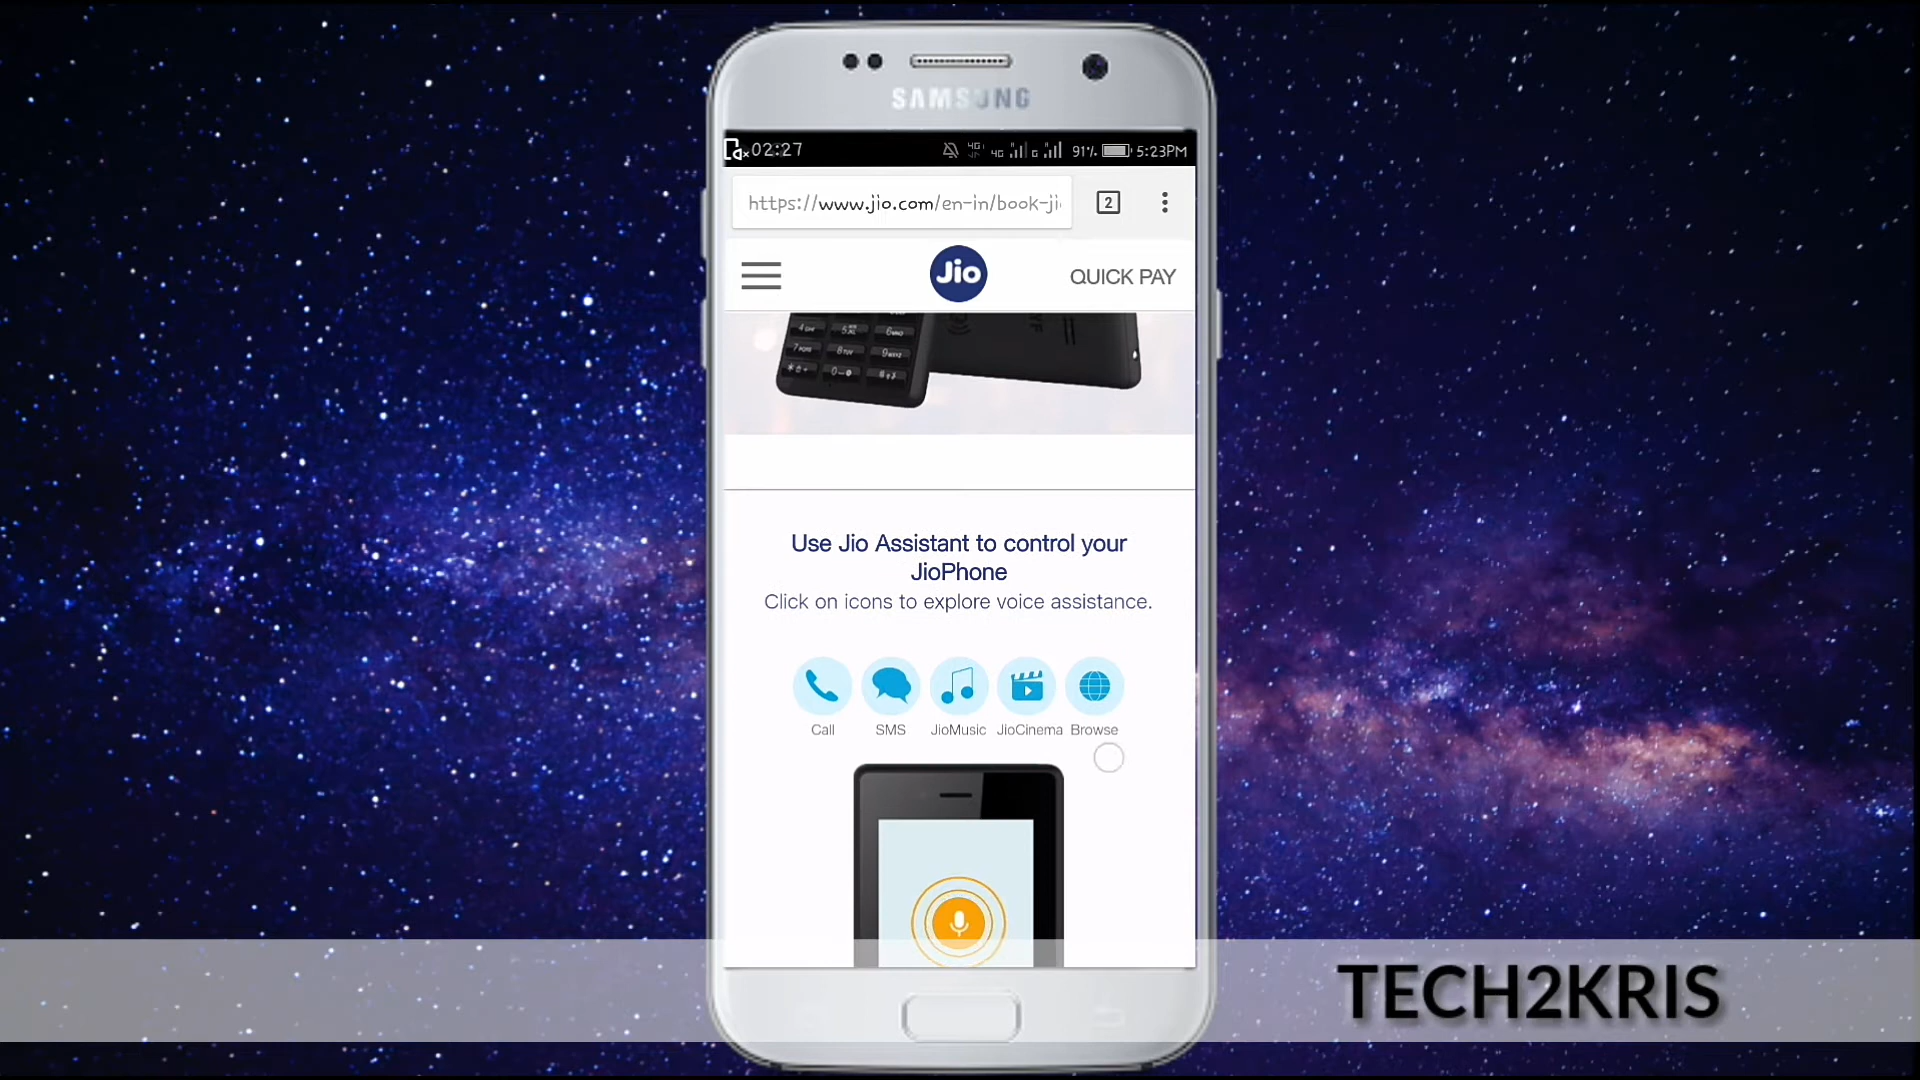 SAMSUNG
02:27
4G 4G G 91% 5:23PM
https://www.jio.com/en-in/book-ji
2
Jio
QUICK PAY
Use Jio Assistant to control your
JioPhone
Click on icons to explore voice assistance.
Call SMS JioMusic JioCinema Browse
TECH2KRIS